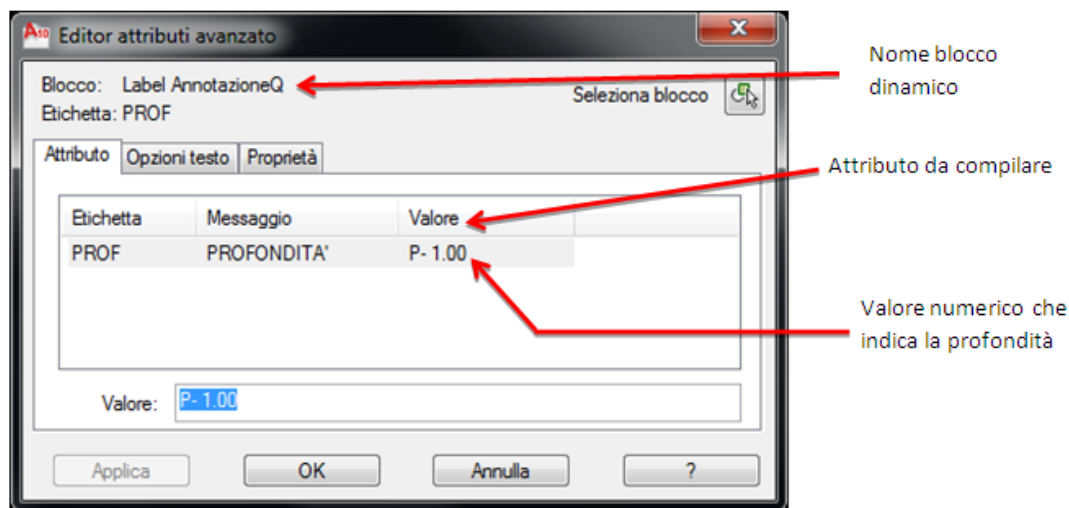 A10 Editor attributi avanzato
Nome blocco
dinamico
Blocco: Label AnnotazioneQ
Seleziona blocco
Etichetta: PROF
Attributo Opzioni testo Proprietà
Attributo da compilare
Etichetta Messaggio Valore
PROF PROFONDITA' P- 1.00
Valore numerico che
indica la profondità
Valore: P- 1.00
Applica OK Annulla ?